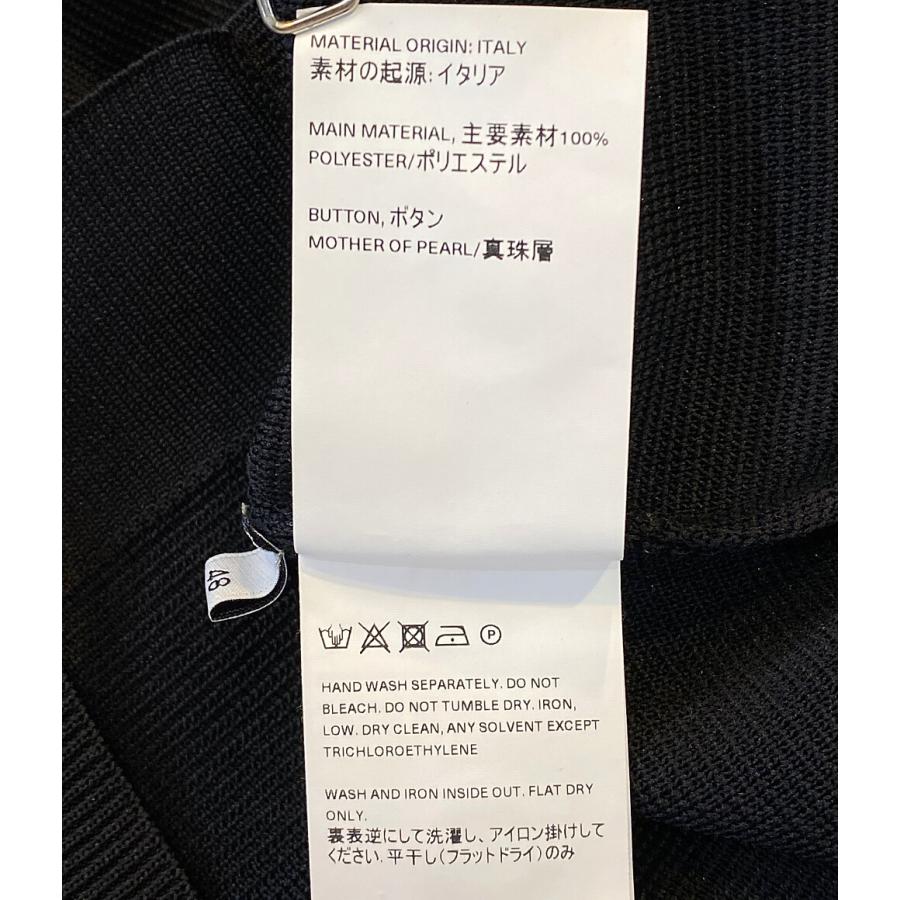 MATERIAL ORIGIN: ITALY
素材の起源:イタリア
MAIN MATERIAL, 主要素材100%
POLYESTER/ポリエステル
BUTTON, ボタン
MOTHER OF PEARL/真珠層
48
P
HAND WASH SEPARATELY. DO NOT
BLEACH. DO NOT TUMBLE DRY. IRON,
LOW. DRY CLEAN, ANY SOLVENT EXCEPT
TRICHLOROETHYLENE
WASH AND IRON INSIDE OUT. FLAT DRY
ONLY.
裏表逆にして洗濯し、アイロン掛けして
ください. 平干し(フラットドライ)のみ